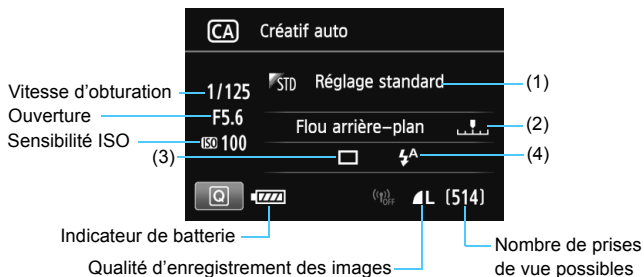 CA Créatif auto
Vitesse d'obturation 1/125 STD Réglage standard (1)
Ouverture F5.6
Flou arrière-plan (2)
Sensibilité ISO ISO 100
(3) A (4)
Q ((ᵢ)) OFF L (514)
Indicateur de batterie
Nombre de prises
Qualité d'enregistrement des images de vue possibles